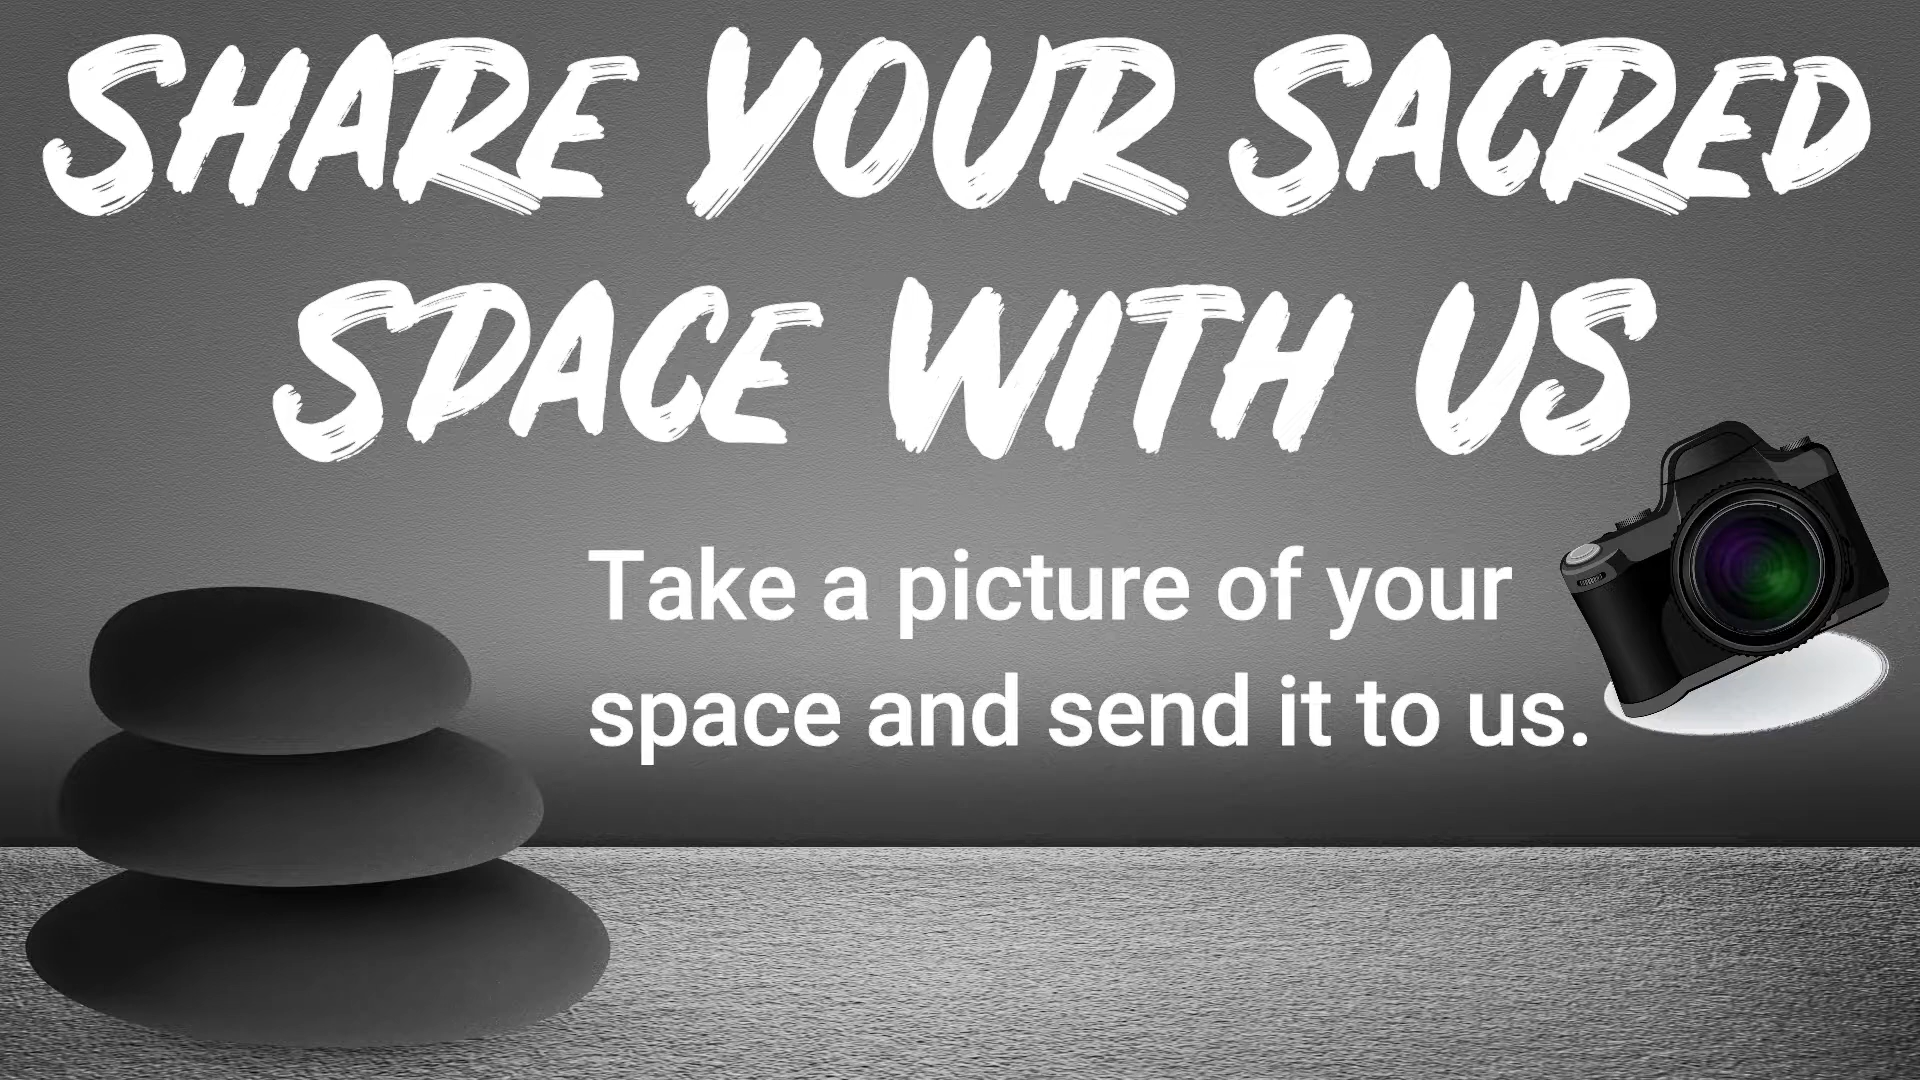 SHARE YOUR SACRED
SPACE WITH US
Take a picture of your
space and send it to us.